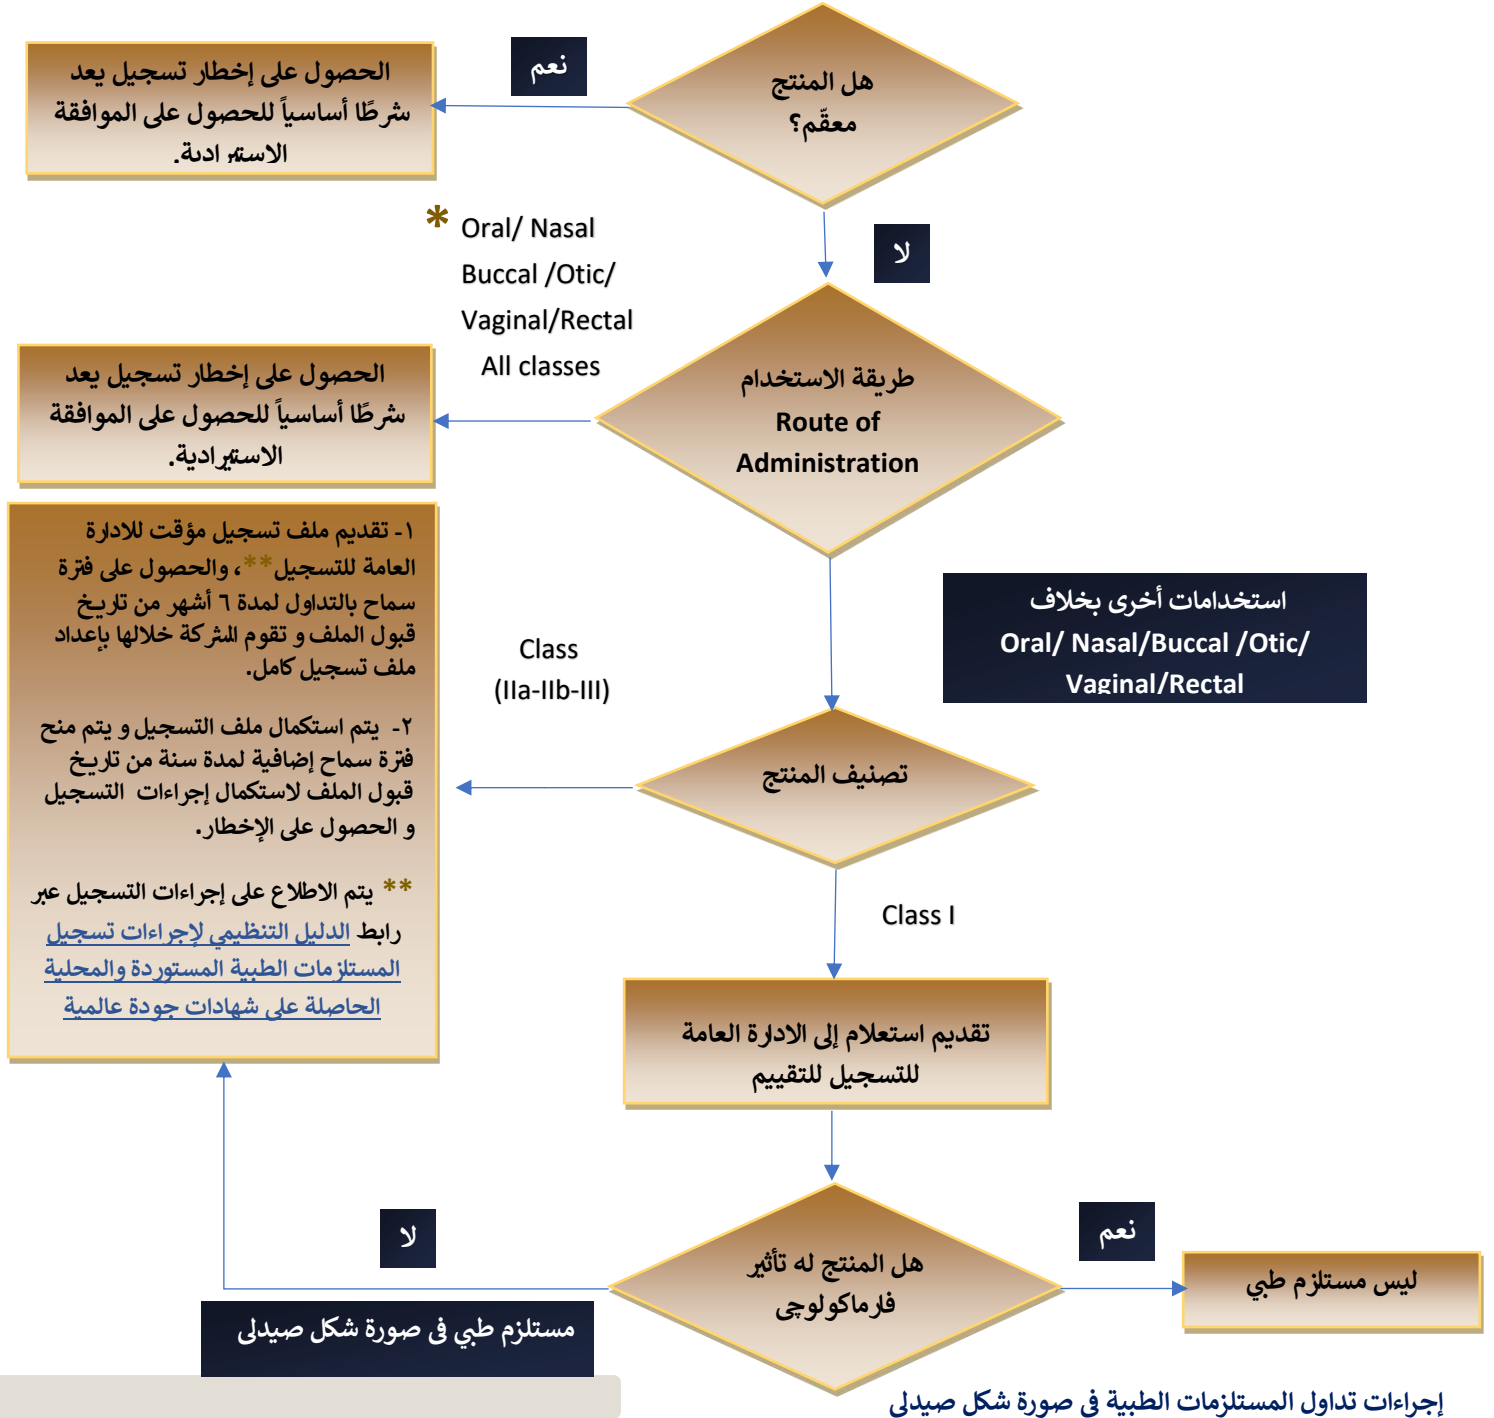 هل المنتج
معقّم؟
نعم
الحصول على إخطار تسجيل يعد
شرطًا أساسياً للحصول على الموافقة
الاستيرادية.
لا
* Oral/ Nasal
Buccal /Otic/
Vaginal/Rectal
All classes
طريقة الاستخدام
Route of
Administration
الحصول على إخطار تسجيل يعد
شرطًا أساسياً للحصول على الموافقة
الاستيرادية.
استخدامات أخرى بخلاف
Oral/ Nasal/Buccal /Otic/
Vaginal/Rectal
تصنيف المنتج
Class
(IIa-IIb-III)
١- تقديم ملف تسجيل مؤقت للادارة
العامة للتسجيل**، والحصول على فترة
سماح بالتداول لمدة ٦ أشهر من تاريخ
قبول الملف و تقوم الشركة خلالها بإعداد
ملف تسجيل كامل.
٢- يتم استكمال ملف التسجيل و يتم منح
فترة سماح إضافية لمدة سنة من تاريخ
قبول الملف لاستكمال إجراءات التسجيل
و الحصول على الإخطار.
** يتم الاطلاع على إجراءات التسجيل عبر
رابط الدليل التنظيمي لإجراءات تسجيل
المستلزمات الطبية المستوردة والمحلية
الحاصلة على شهادات جودة عالمية
Class I
تقديم استعلام إلى الادارة العامة
للتسجيل للتقييم
هل المنتج له تأثير
فارماكولوچى
نعم
ليس مستلزم طبي
لا
مستلزم طبي فى صورة شكل صيدلى
إجراءات تداول المستلزمات الطبية فى صورة شكل صيدلى